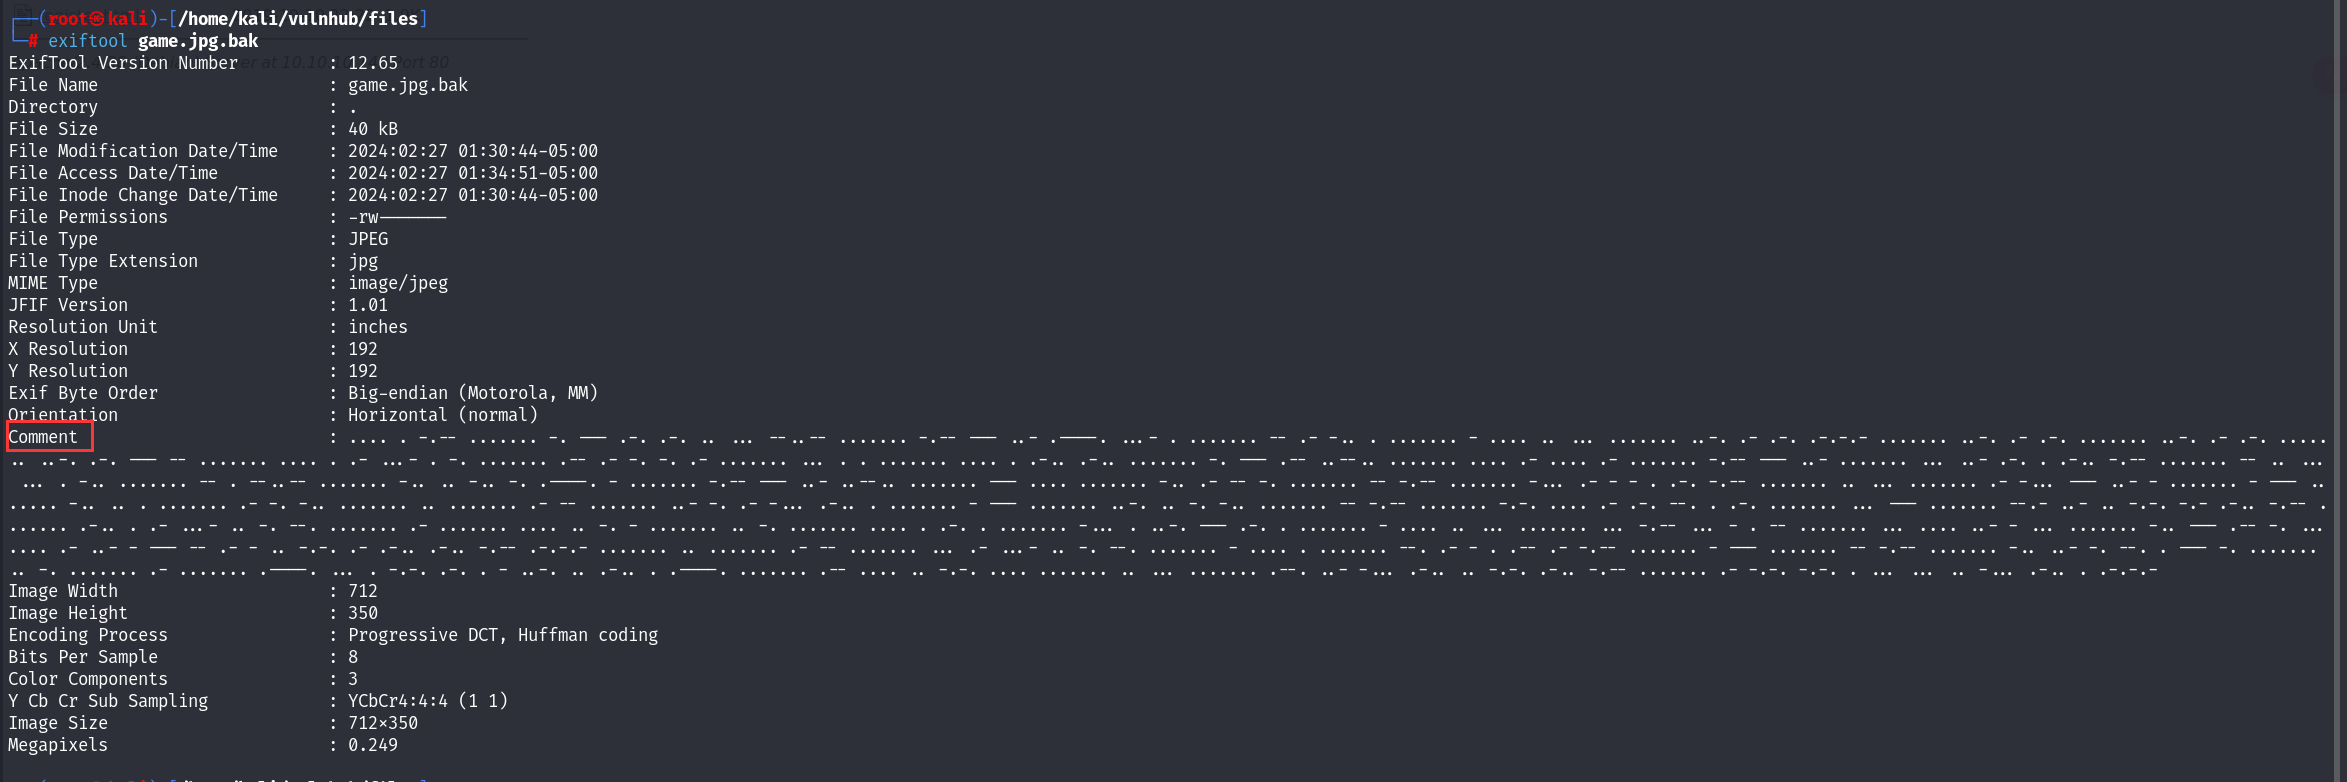 ┌──(root㉿kali)-[/home/kali/vulnhub/files]
└─# exiftool game.jpg.bak
ExifTool Version Number : 12.65
File Name : game.jpg.bak
Directory : .
File Size : 40 kB
File Modification Date/Time : 2024:02:27 01:30:44-05:00
File Access Date/Time : 2024:02:27 01:34:51-05:00
File Inode Change Date/Time : 2024:02:27 01:30:44-05:00
File Permissions : -rw-------
File Type : JPEG
File Type Extension : jpg
MIME Type : image/jpeg
JFIF Version : 1.01
Resolution Unit : inches
X Resolution : 192
Y Resolution : 192
Exif Byte Order : Big-endian (Motorola, MM)
Orientation : Horizontal (normal)
Comment : .... . -.-- ....... -. --- .-. .-. .. ... --..-- ....... -.-- --- ..- .----. ...- . ....... -- .- -.. . ....... - .... .. ... ....... ..-. .- .-. .-.-.- ....... ..-. .- .-. ....... ..-. .- .-. .....
.. ..-. .-. --- -- ....... .... . .- ...- . -. ....... .-- .- -. -. .- ....... ... . . ....... .... . .-.. .-.. ....... -. --- .-- ..--.. ....... .... .- .... .- ....... -.-- --- ..- ....... ... ..- .-. . .-.. -.-- ....... -- .. ...
... . -.. ....... -- . --..-- ....... -.. .. -.. -. .----. - ....... -.-- --- ..- ..--.. ....... --- .... ....... -.. .- -- -. ....... -- -.-- ....... -... .- - - . .-. -.-- ....... .. ... ....... .- -... --- ..- - ....... - --- ..
..... -.. .. . ....... .- -. -.. ....... .. ....... .- -- ....... ..- -. .- -... .-.. . ....... - --- ....... ..-. .. -. -.. ....... -- -.-- ....... -.-. .... .- .-. --. . .-. ....... ... --- ....... --.- ..- .. -.-. -.- .-.. -.-- .
...... .-.. . .- ...- .. -. --. ....... .- ....... .... .. -. - ....... .. -. ....... .... . .-. . ....... -... . ..-. --- .-. . ....... - .... .. ... ....... ... -.-- ... - . -- ....... ... .... ..- - ... ....... -.. --- .-- -. ...
.... .- ..- - --- -- .- - .. -.-. .- .-.. .-.. -.-- .-.-.- ....... .. ....... .- -- ....... ... .- ...- .. -. --. ....... - .... . ....... --. .- - . .-- .- -.-- ....... - --- ....... -- -.-- ....... -.. ..- -. --. . --- -. .......
.. -. ....... .- ....... .----. ... . -.-. .-. . - ..-. .. .-.. . .----. ....... .-- .... .. -.-. .... ....... .. ... ....... .--. ..- -... .-.. .. -.-. .-.. -.-- ....... .- -.-. -.-. . ... ... .. -... .-.. . .-.-.-
Image Width : 712
Image Height : 350
Encoding Process : Progressive DCT, Huffman coding
Bits Per Sample : 8
Color Components : 3
Y Cb Cr Sub Sampling : YCbCr4:4:4 (1 1)
Image Size : 712×350
Megapixels : 0.249